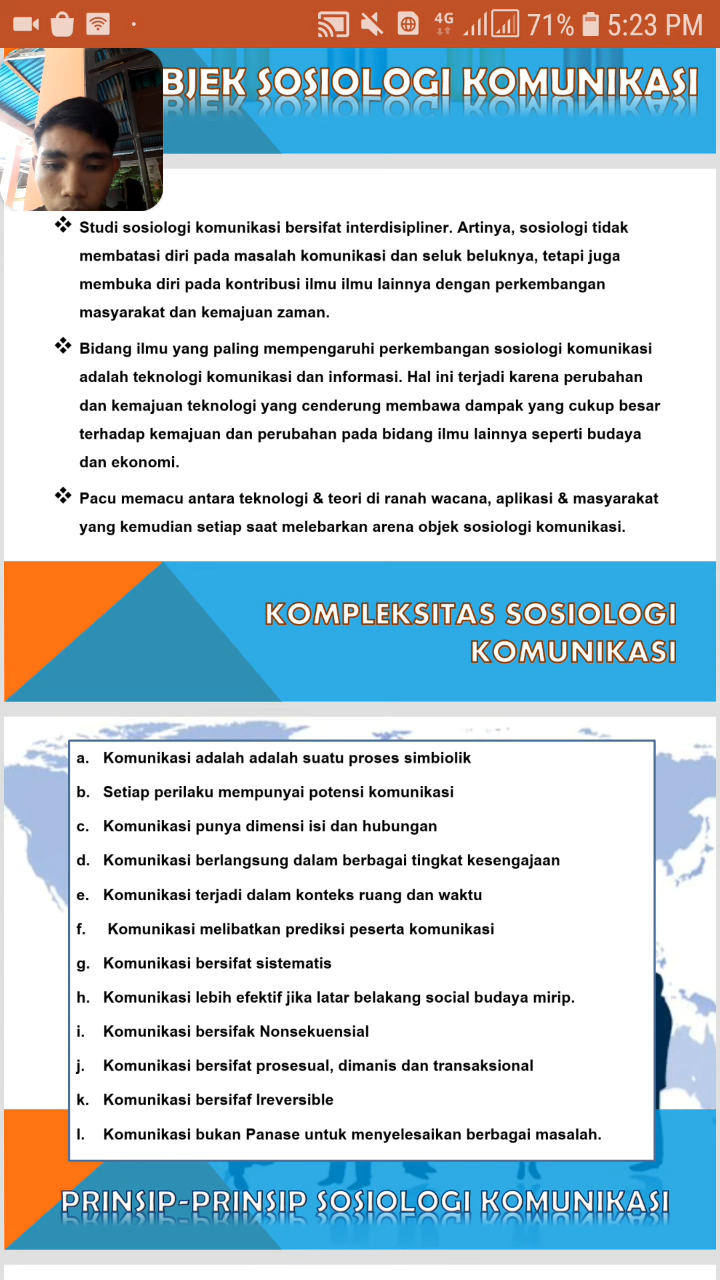 4G 71% 5:23 PM
BJEK SOSIOLOGI KOMUNIKASI
❖ Studi sosiologi komunikasi bersifat interdisipliner. Artinya, sosiologi tidak
membatasi diri pada masalah komunikasi dan seluk beluknya, tetapi juga
membuka diri pada kontribusi ilmu ilmu lainnya dengan perkembangan
masyarakat dan kemajuan zaman.
❖ Bidang ilmu yang paling mempengaruhi perkembangan sosiologi komunikasi
adalah teknologi komunikasi dan informasi. Hal ini terjadi karena perubahan
dan kemajuan teknologi yang cenderung membawa dampak yang cukup besar
terhadap kemajuan dan perubahan pada bidang ilmu lainnya seperti budaya
dan ekonomi.
❖ Pacu memacu antara teknologi & teori di ranah wacana, aplikasi & masyarakat
yang kemudian setiap saat melebarkan arena objek sosiologi komunikasi.
KOMPLEKSITAS SOSIOLOGI
KOMUNIKASI
a. Komunikasi adalah adalah suatu proses simbiolik
b. Setiap perilaku mempunyai potensi komunikasi
c. Komunikasi punya dimensi isi dan hubungan
d. Komunikasi berlangsung dalam berbagai tingkat kesengajaan
e. Komunikasi terjadi dalam konteks ruang dan waktu
f. Komunikasi melibatkan prediksi peserta komunikasi
g. Komunikasi bersifat sistematis
h. Komunikasi lebih efektif jika latar belakang social budaya mirip.
i. Komunikasi bersifak Nonsekuensial
j. Komunikasi bersifat prosesual, dimanis dan transaksional
k. Komunikasi bersifaf Ireversible
l. Komunikasi bukan Panase untuk menyelesaikan berbagai masalah.
PRINSIP-PRINSIP SOSIOLOGI KOMUNIKASI